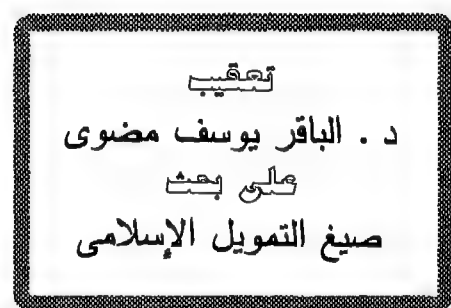 تعقيب
د . الباقر يوسف مضوى
على بحث
صيغ التمويل الإسلامى